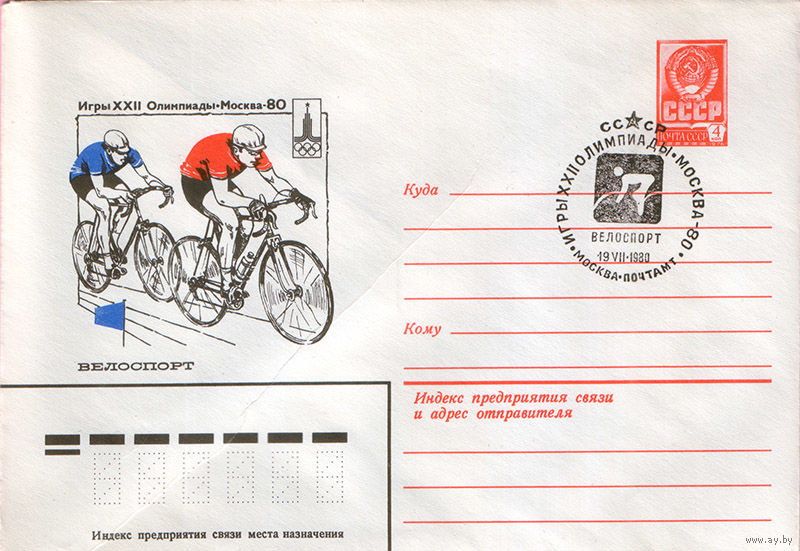 Игры XXII Олимпиады•Москва-80
ВЕЛОСПОРТ
СССР
ПОЧТА СССР
4
СССР
•ИГРЫ XXII ОЛИМПИАДЫ•МОСКВА-80•
ВЕЛОСПОРТ
19 VII•1980
МОСКВА•ПОЧТАМТ
Куда
Кому
Индекс предприятия связи
и адрес отправителя
Индекс предприятия связи места назначения
www.ay.by